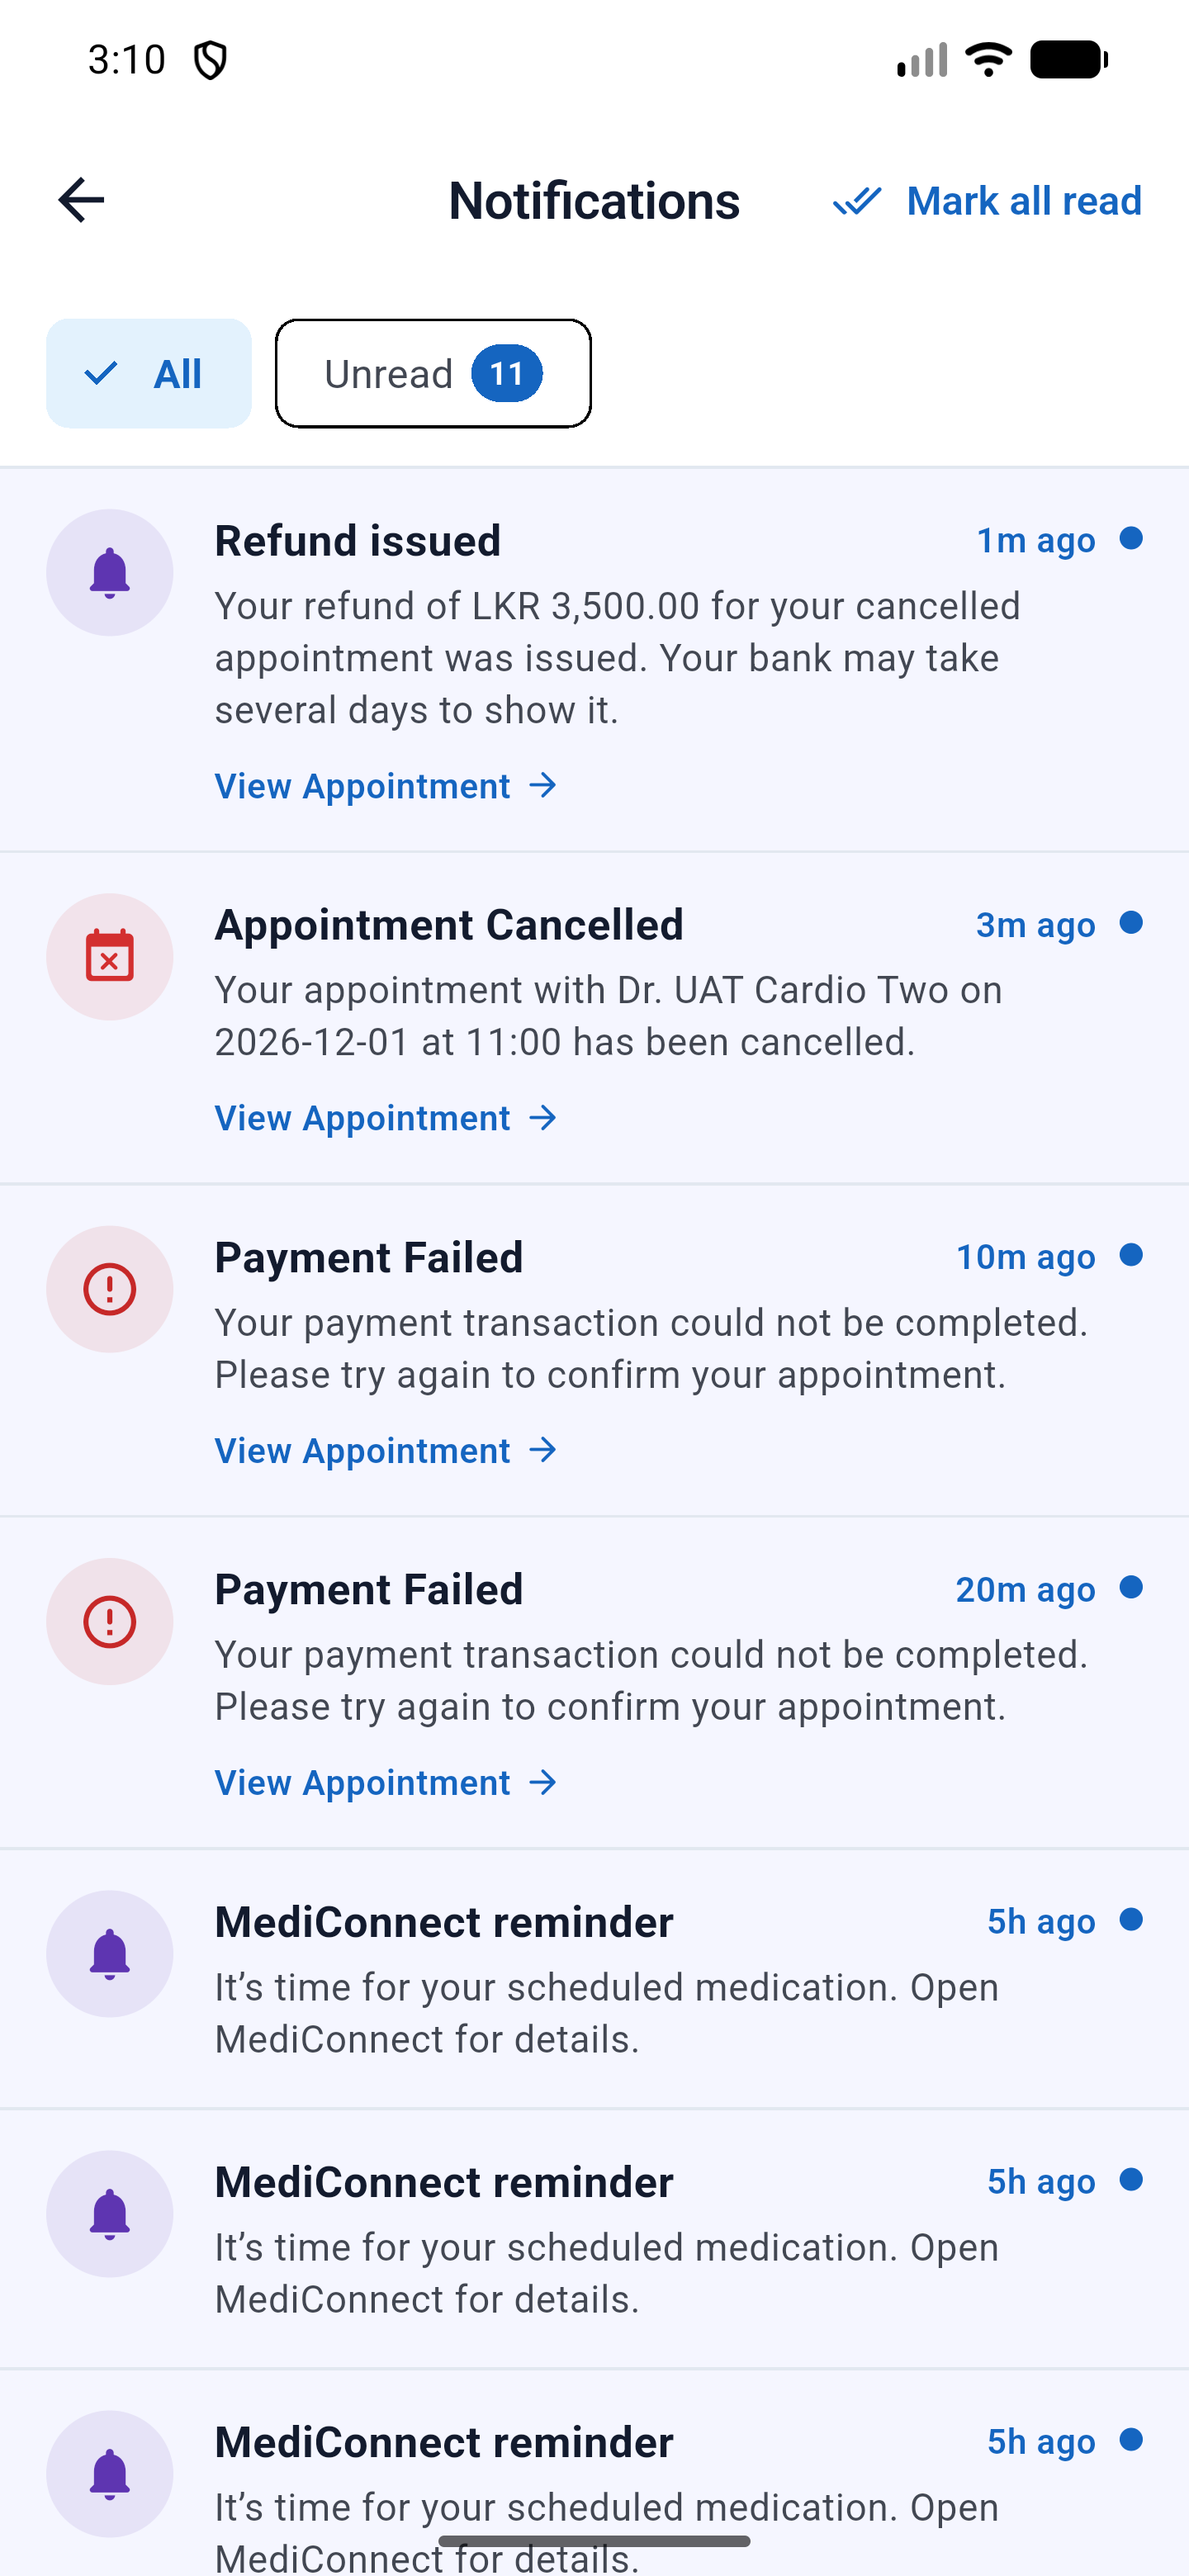 3:10
Notifications
Mark all read
All
Unread 11
Refund issued
1m ago
Your refund of LKR 3,500.00 for your cancelled
appointment was issued. Your bank may take
several days to show it.
View Appointment →
Appointment Cancelled
3m ago
Your appointment with Dr. UAT Cardio Two on
2026-12-01 at 11:00 has been cancelled.
View Appointment →
Payment Failed
10m ago
Your payment transaction could not be completed.
Please try again to confirm your appointment.
View Appointment →
Payment Failed
20m ago
Your payment transaction could not be completed.
Please try again to confirm your appointment.
View Appointment →
MediConnect reminder
5h ago
It’s time for your scheduled medication. Open
MediConnect for details.
MediConnect reminder
5h ago
It’s time for your scheduled medication. Open
MediConnect for details.
MediConnect reminder
5h ago
It’s time for your scheduled medication. Open
MediConnect for details.